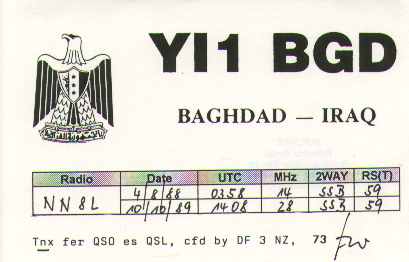 YI1 BGD
BAGHDAD — IRAQ
Radio Date UTC MHz 2WAY RS(T)
NN8L 4/8/88 0358 14 SSB 59
10/10/89 1408 28 SSB 59
Tnx fer QSO es QSL, cfd by DF 3 NZ, 73